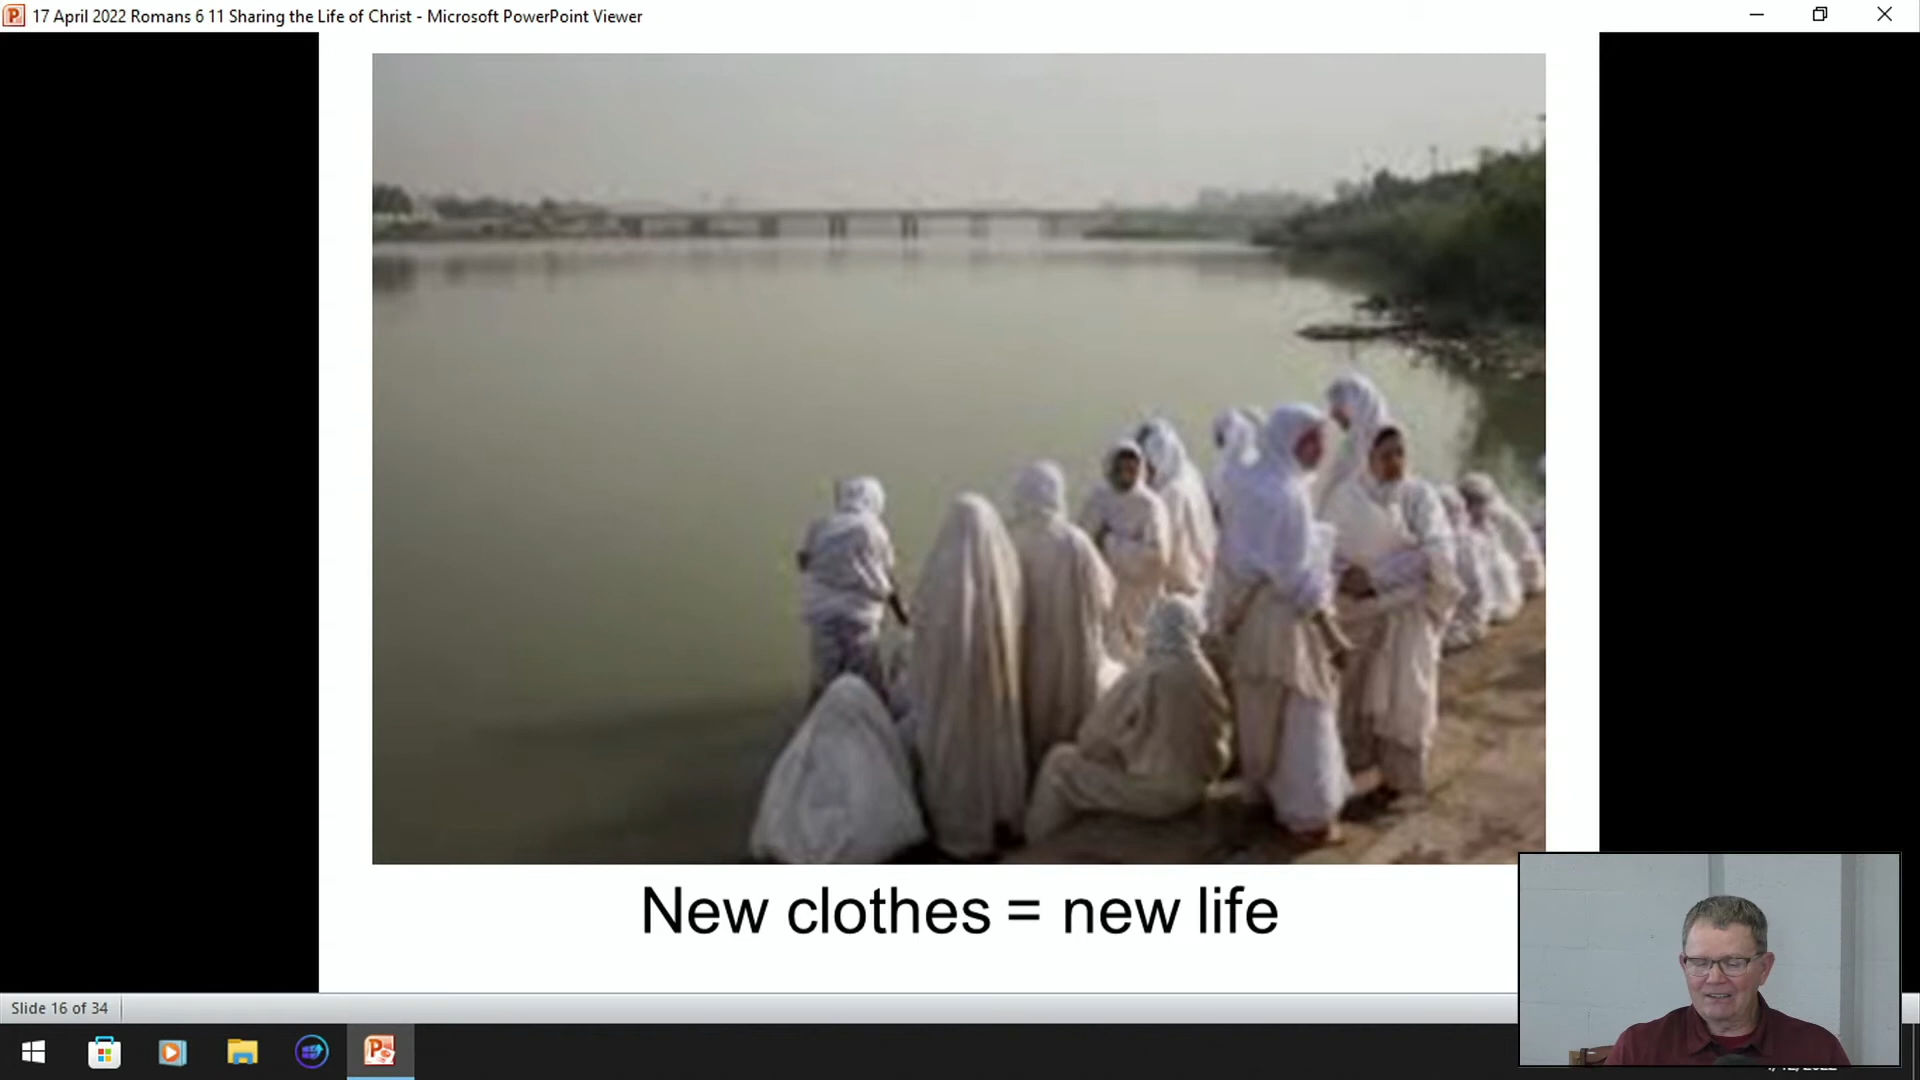 17 April 2022 Romans 6 11 Sharing the Life of Christ - Microsoft PowerPoint Viewer
New clothes = new life
Slide 16 of 34